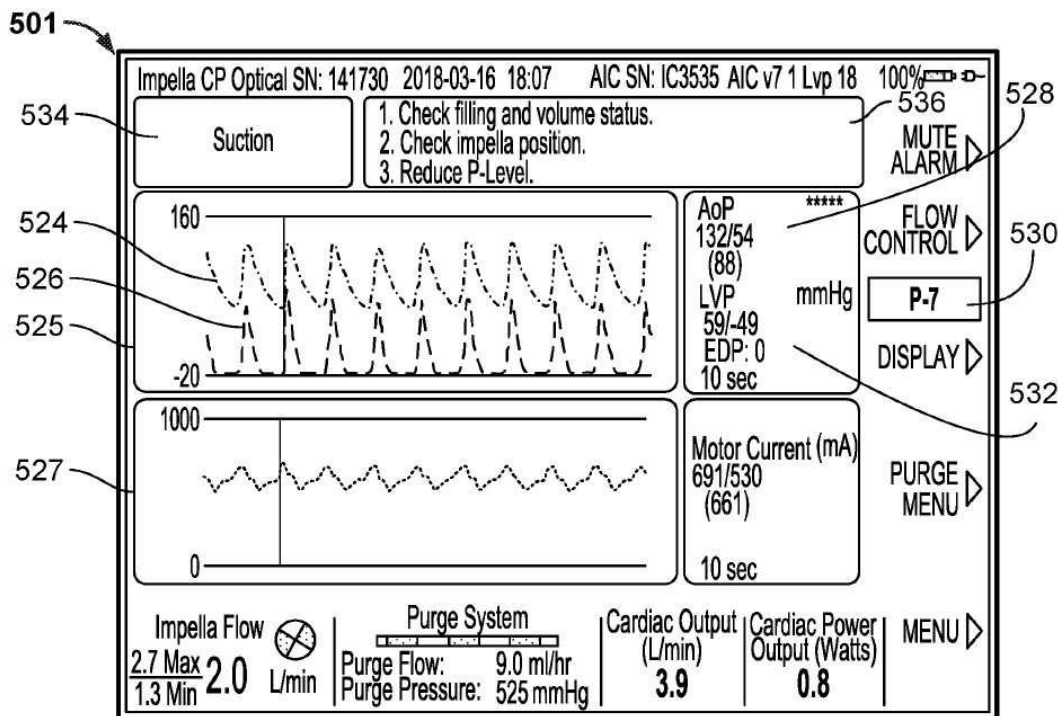 501
Impella CP Optical SN: 141730 2018-03-16 18:07 AIC SN: IC3535 AIC v7 1 Lvp 18 100%
534
Suction
1. Check filling and volume status.
2. Check impella position.
3. Reduce P-Level.
536
528
MUTE
ALARM
524
526
525
160
-20
AoP *****
132/54
(88)
LVP mmHg
59/-49
EDP: 0
10 sec
FLOW
CONTROL
530
P-7
DISPLAY
532
527
1000
0
Motor Current (mA)
691/530
(661)
10 sec
PURGE
MENU
Impella Flow
2.7 Max
1.3 Min
2.0 L/min
Purge System
Purge Flow: 9.0 ml/hr
Purge Pressure: 525 mmHg
Cardiac Output
(L/min)
3.9
Cardiac Power
Output (Watts)
0.8
MENU